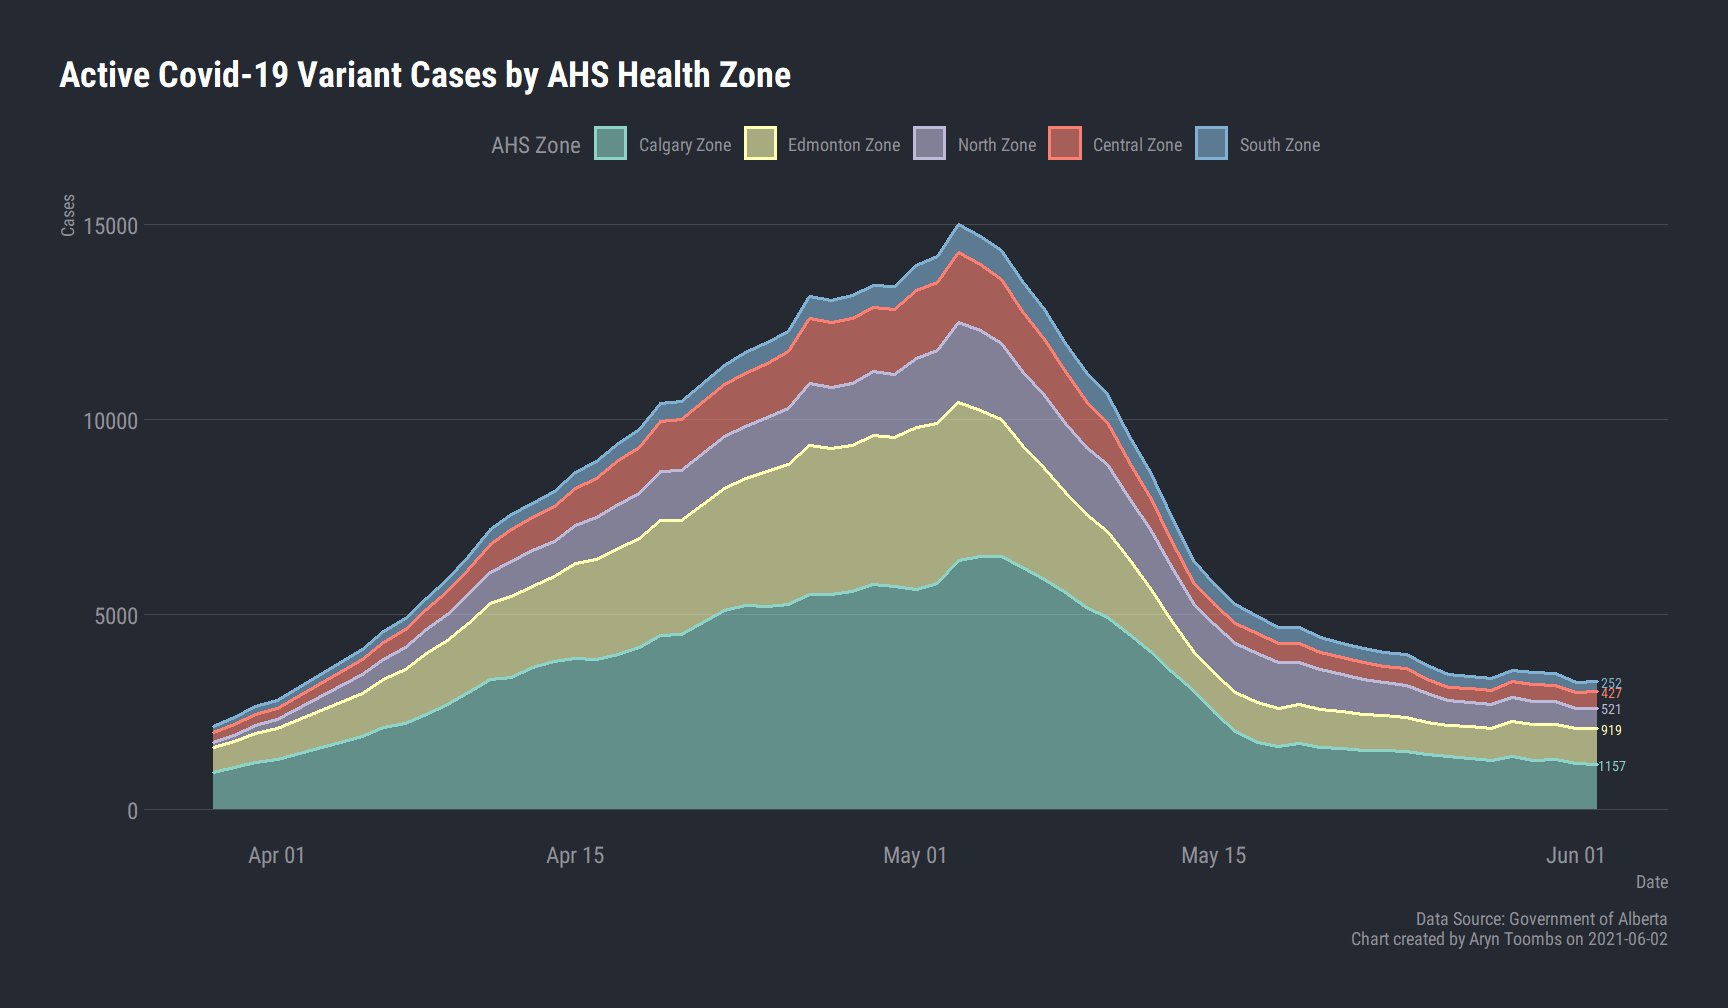 Active Covid-19 Variant Cases by AHS Health Zone
AHS Zone Calgary Zone Edmonton Zone North Zone Central Zone South Zone
Cases
15000
10000
5000
0
252
427
521
919
1157
Apr 01 Apr 15 May 01 May 15 Jun 01
Date
Data Source: Government of Alberta
Chart created by Aryn Toombs on 2021-06-02